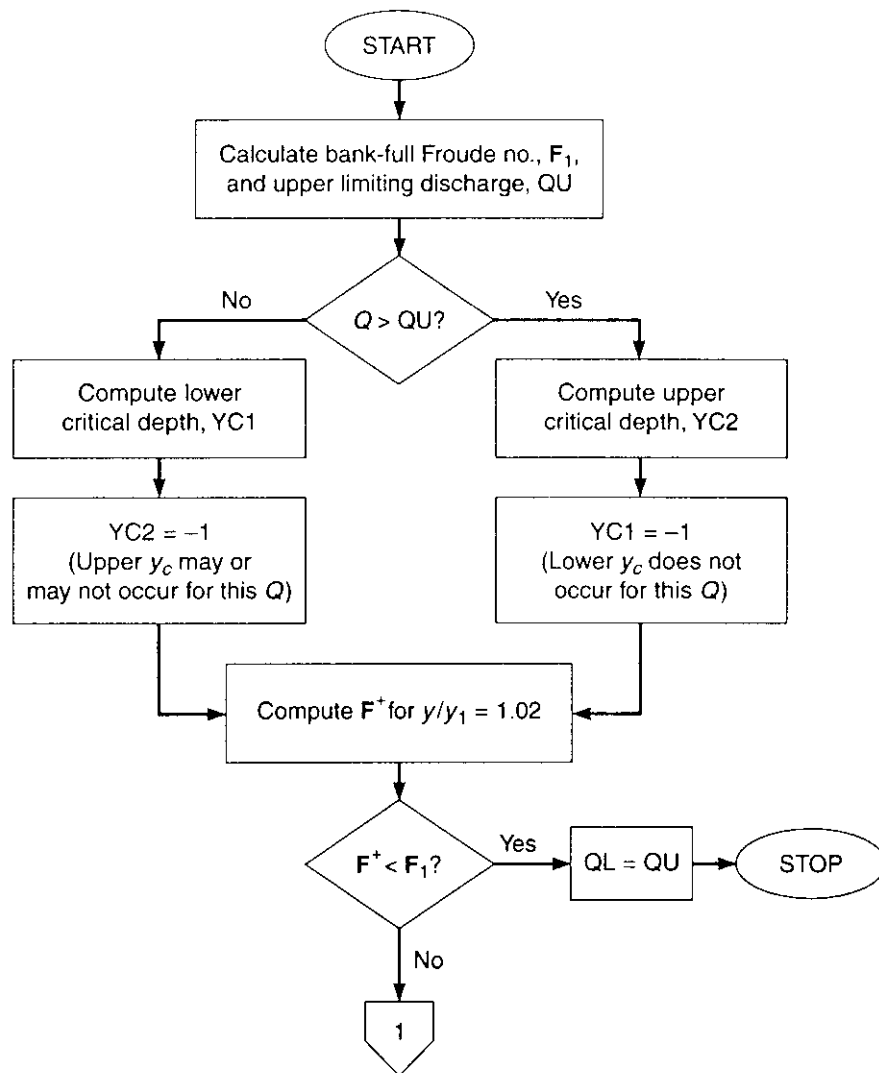 START
Calculate bank-full Froude no., F₁,
and upper limiting discharge, QU
Q > QU?
No
Yes
Compute lower
critical depth, YC1
Compute upper
critical depth, YC2
YC2 = –1
(Upper y_c may or
may not occur for this Q)
YC1 = –1
(Lower y_c does not
occur for this Q)
Compute F⁺ for y/y₁ = 1.02
F⁺ < F₁?
Yes
QL = QU
STOP
No
1